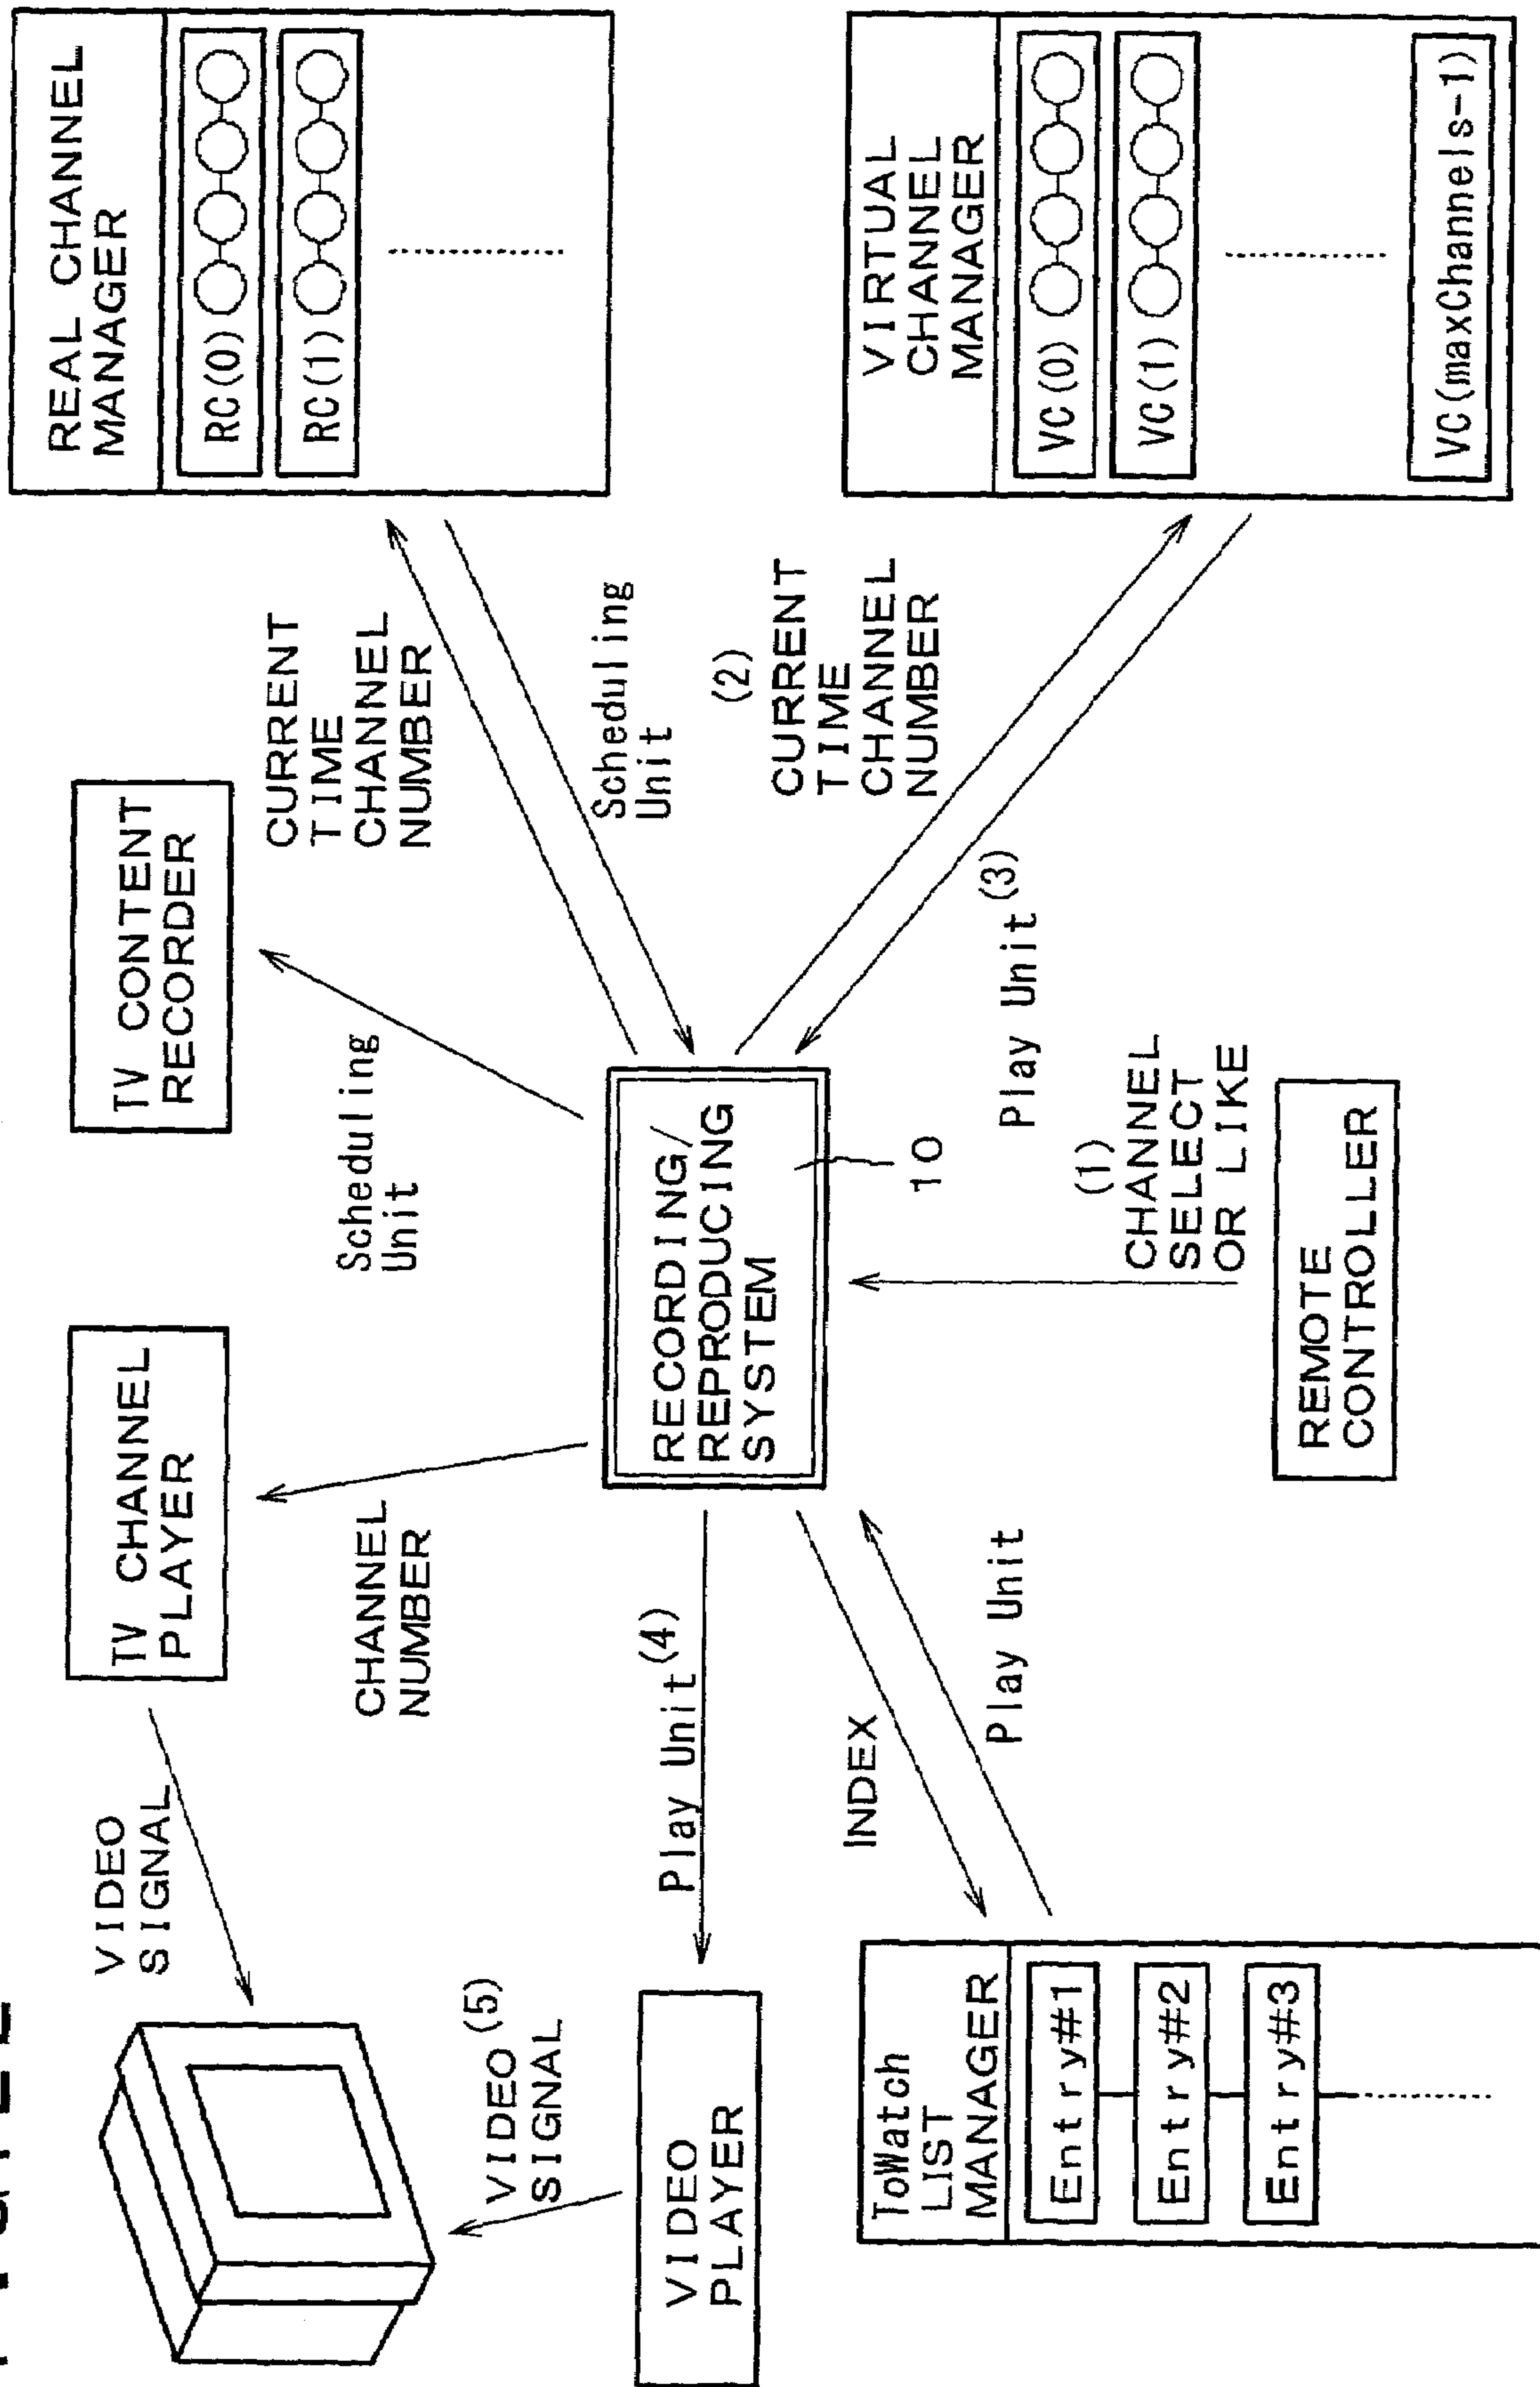 VIDEO
SIGNAL
TV CHANNEL
PLAYER
TV CONTENT
RECORDER
REAL CHANNEL
MANAGER
RC(0)
RC(1)
VIDEO (5)
SIGNAL
CHANNEL
NUMBER
Scheduling
Unit
CURRENT
TIME
CHANNEL
NUMBER
Scheduling
Unit
VIDEO
PLAYER
Play Unit (4)
RECORDING/
REPRODUCING
SYSTEM
10
(2)
CURRENT
TIME
CHANNEL
NUMBER
Play Unit (3)
VIRTUAL
CHANNEL
MANAGER
VC(0)
VC(1)
VC(maxChannels-1)
INDEX
Play Unit
ToWatch
LIST
MANAGER
Entry#1
Entry#2
Entry#3
(1)
CHANNEL
SELECT
OR LIKE
REMOTE
CONTROLLER